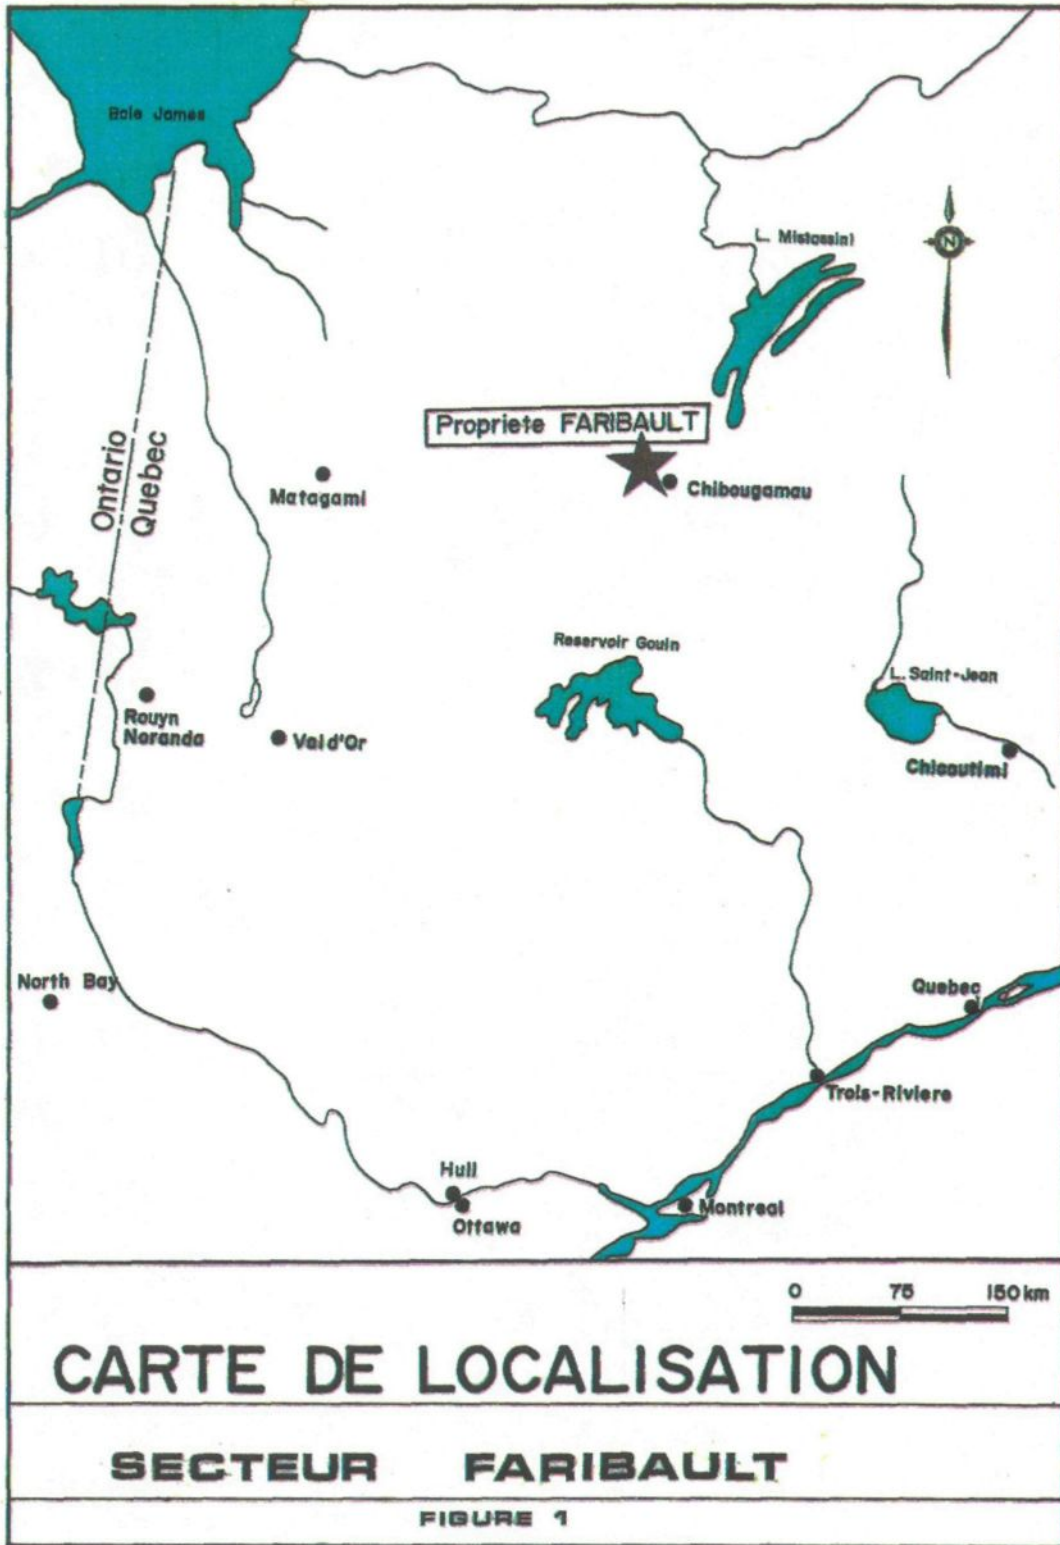 Baie James
L. Mistassini
N
Propriete FARIBAULT
Chibougamau
Matagami
Ontario
Quebec
Reservoir Gouin
L. Saint-Jean
Rouyn
Noranda
Val d'Or
Chicoutimi
North Bay
Quebec
Trois-Riviere
Hull
Ottawa
Montreal
0 75 150 km
CARTE DE LOCALISATION
SECTEUR FARIBAULT
FIGURE 1